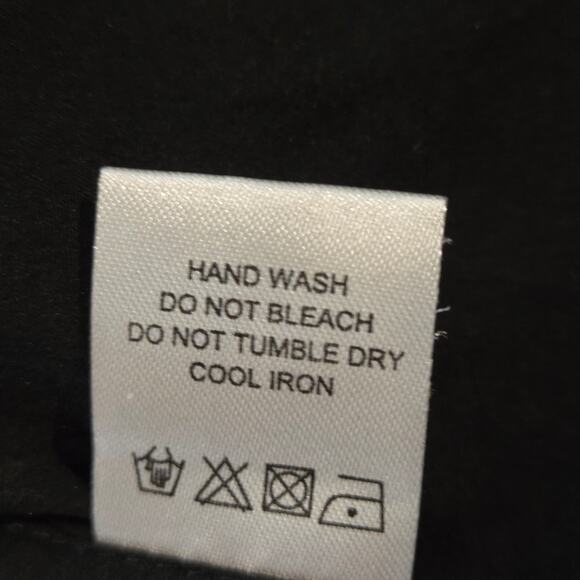 HAND WASH
DO NOT BLEACH
DO NOT TUMBLE DRY
COOL IRON